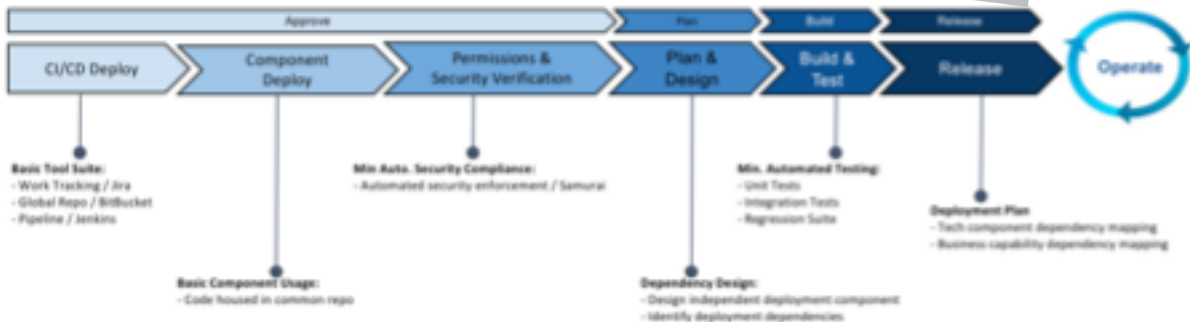 Approve
Plan
Build
Release
CI/CD Deploy
Component
Deploy
Permissions &
Security Verification
Plan &
Design
Build &
Test
Release
Operate
Basic Tool Suite:
- Work Tracking / Jira
- Global Repo / BitBucket
- Pipeline / Jenkins
Basic Component Usage:
- Code housed in common repo
Min Auto. Security Compliance:
- Automated security enforcement / Samurai
Dependency Design:
- Design independent deployment component
- Identify deployment dependencies
Min. Automated Testing:
- Unit Tests
- Integration Tests
- Regression Suite
Deployment Plan
- Tech component dependency mapping
- Business capability dependency mapping